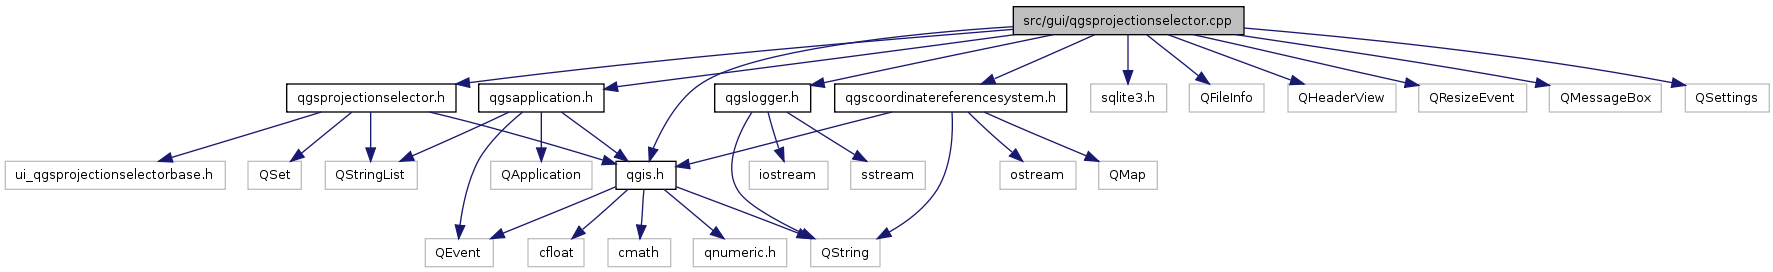 src/gui/qgsprojectionselector.cpp
qgsprojectionselector.h
qgsapplication.h
qgslogger.h
qgscoordinatereferencesystem.h
sqlite3.h
QFileInfo
QHeaderView
QResizeEvent
QMessageBox
QSettings
ui_qgsprojectionselectorbase.h
QSet
QStringList
QApplication
qgis.h
iostream
sstream
ostream
QMap
QEvent
cfloat
cmath
qnumeric.h
QString